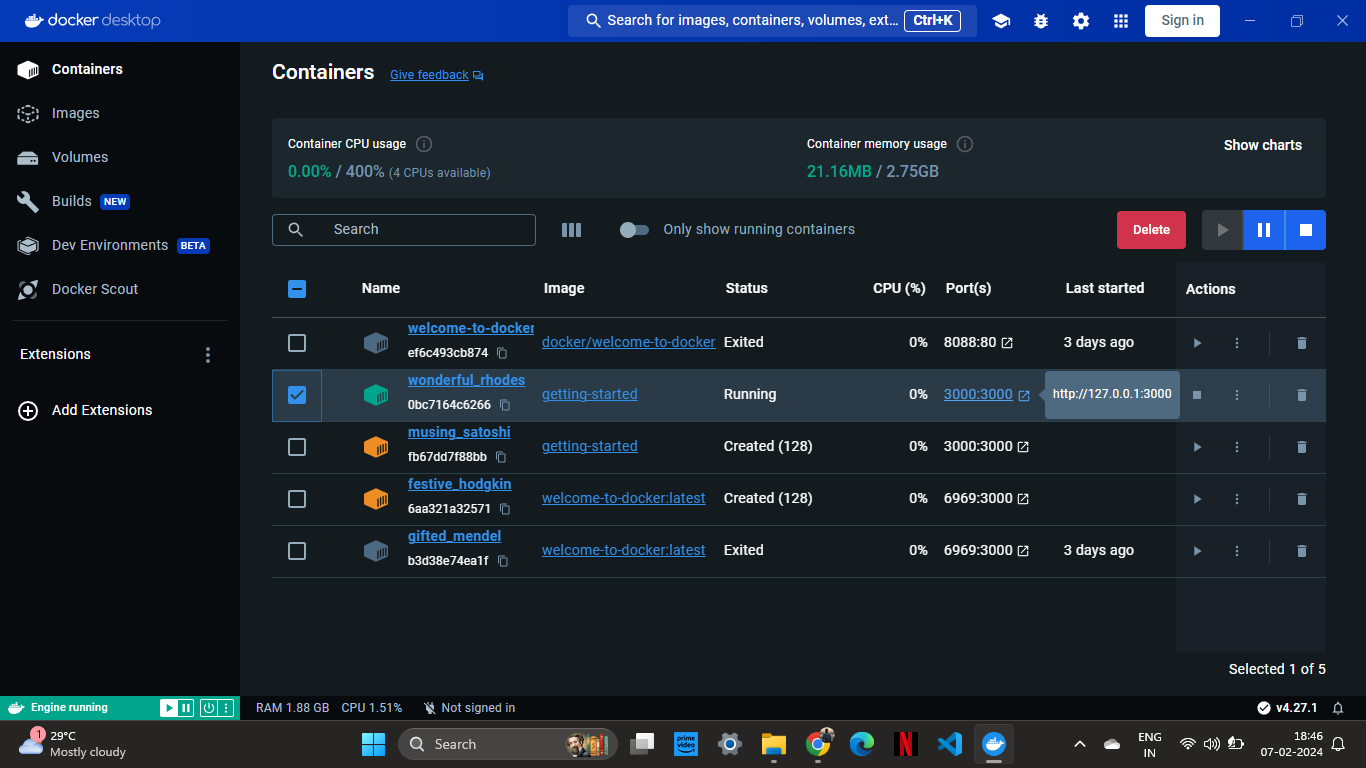 docker desktop
Search for images, containers, volumes, ext... Ctrl+K
Sign in
Containers
Images
Volumes
Builds NEW
Dev Environments BETA
Docker Scout
Extensions
Add Extensions
Containers Give feedback
Container CPU usage
0.00% / 400% (4 CPUs available)
Container memory usage
21.16MB / 2.75GB
Show charts
Search
Only show running containers
Delete
Name Image Status CPU (%) Port(s) Last started Actions
welcome-to-docker
ef6c493cb874 docker/welcome-to-docker Exited 0% 8088:80 3 days ago
wonderful_rhodes
0bc7164c6266 getting-started Running 0% 3000:3000 http://127.0.0.1:3000
musing_satoshi
fb67dd7f88bb getting-started Created (128) 0% 3000:3000
festive_hodgkin
6aa321a32571 welcome-to-docker:latest Created (128) 0% 6969:3000
gifted_mendel
b3d38e74ea1f welcome-to-docker:latest Exited 0% 6969:3000 3 days ago
Selected 1 of 5
Engine running
RAM 1.88 GB CPU 1.51% Not signed in
v4.27.1
1
29°C
Mostly cloudy
Search
prime video
N
ENG
IN
18:46
07-02-2024